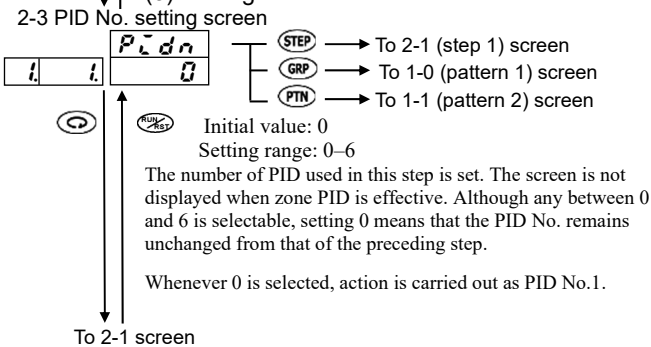 2-3 PID No. setting screen
Pidn
STEP
To 2-1 (step 1) screen
1. 1. 0
GRP
To 1-0 (pattern 1) screen
PTN
To 1-1 (pattern 2) screen
RUN/RST
Initial value: 0
Setting range: 0–6
The number of PID used in this step is set. The screen is not
displayed when zone PID is effective. Although any between 0
and 6 is selectable, setting 0 means that the PID No. remains
unchanged from that of the preceding step.
Whenever 0 is selected, action is carried out as PID No.1.
To 2-1 screen